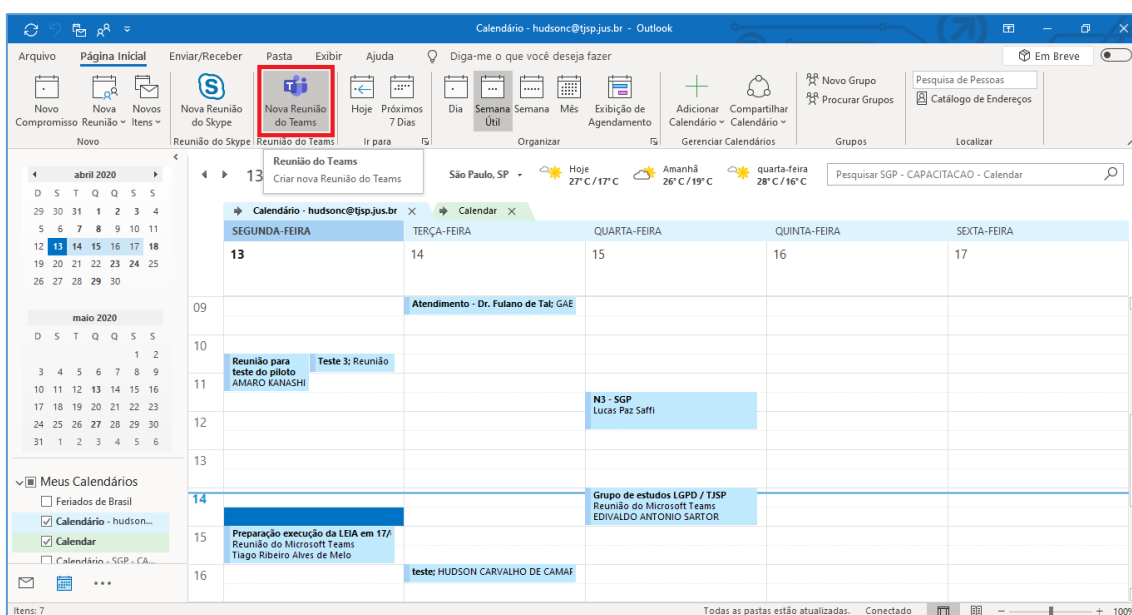 Calendário - hudsonc@tjsp.jus.br - Outlook
Arquivo Página Inicial Enviar/Receber Pasta Exibir Ajuda Diga-me o que você deseja fazer Em Breve
Novo Compromisso
Nova Reunião
Novos Itens
Novo
Nova Reunião do Skype
Reunião do Skype
Nova Reunião do Teams
Reunião do Teams
Hoje
Próximos 7 Dias
Ir para
Dia
Semana Útil
Semana
Mês
Exibição de Agendamento
Organizar
Adicionar Calendário
Compartilhar Calendário
Gerenciar Calendários
Novo Grupo
Procurar Grupos
Grupos
Pesquisa de Pessoas
Catálogo de Endereços
Localizar
Reunião do Teams
Criar nova Reunião do Teams
abril 2020
D S T Q Q S S
29 30 31 1 2 3 4
5 6 7 8 9 10 11
12 13 14 15 16 17 18
19 20 21 22 23 24 25
26 27 28 29 30
maio 2020
D S T Q Q S S
1 2
3 4 5 6 7 8 9
10 11 12 13 14 15 16
17 18 19 20 21 22 23
24 25 26 27 28 29 30
31 1 2 3 4 5 6
Meus Calendários
Feriados de Brasil
Calendário - hudson...
Calendar
Calendário - SGP - CA...
13
São Paulo, SP
Hoje
27°C/17°C
Amanhã
26°C/19°C
quarta-feira
28°C/16°C
Pesquisar SGP - CAPACITACAO - Calendar
Calendário - hudsonc@tjsp.jus.br
Calendar
SEGUNDA-FEIRA TERÇA-FEIRA QUARTA-FEIRA QUINTA-FEIRA SEXTA-FEIRA
13 14 15 16 17
09
Atendimento - Dr. Fulano de Tal; GAE
10
Reunião para
teste do piloto
AMARO KANASHI
Teste 3; Reunião
11
N3 - SGP
Lucas Paz Saffi
12
13
14
Grupo de estudos LGPD / TJSP
Reunião do Microsoft Teams
EDIVALDO ANTONIO SARTOR
15
Preparação execução da LEIA em 17/
Reunião do Microsoft Teams
Tiago Ribeiro Alves de Melo
16
teste; HUDSON CARVALHO DE CAMAR
Itens: 7
Todas as pastas estão atualizadas. Conectado
100%